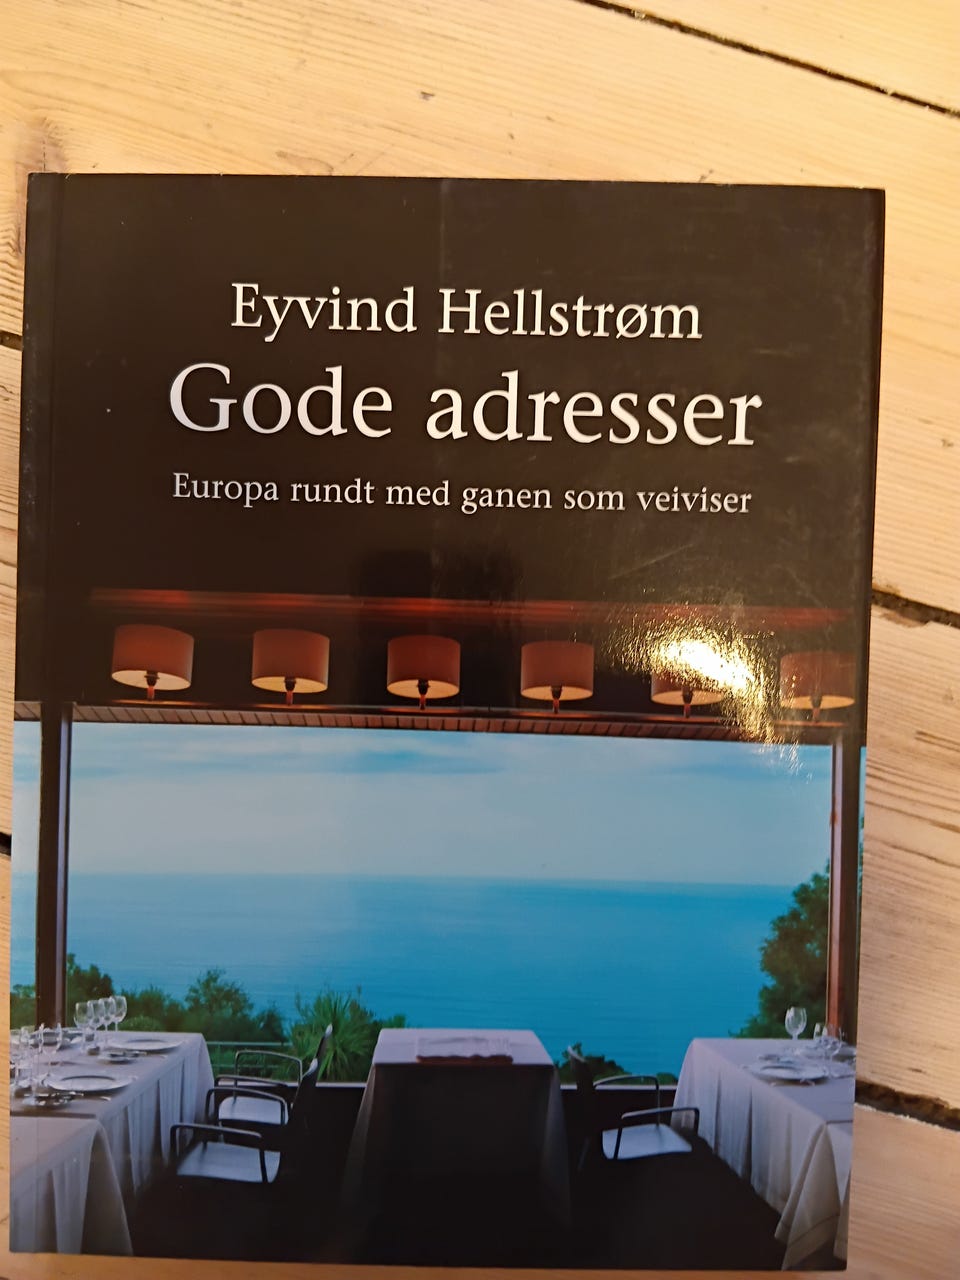 Eyvind Hellstrøm
Gode adresser
Europa rundt med ganen som veiviser